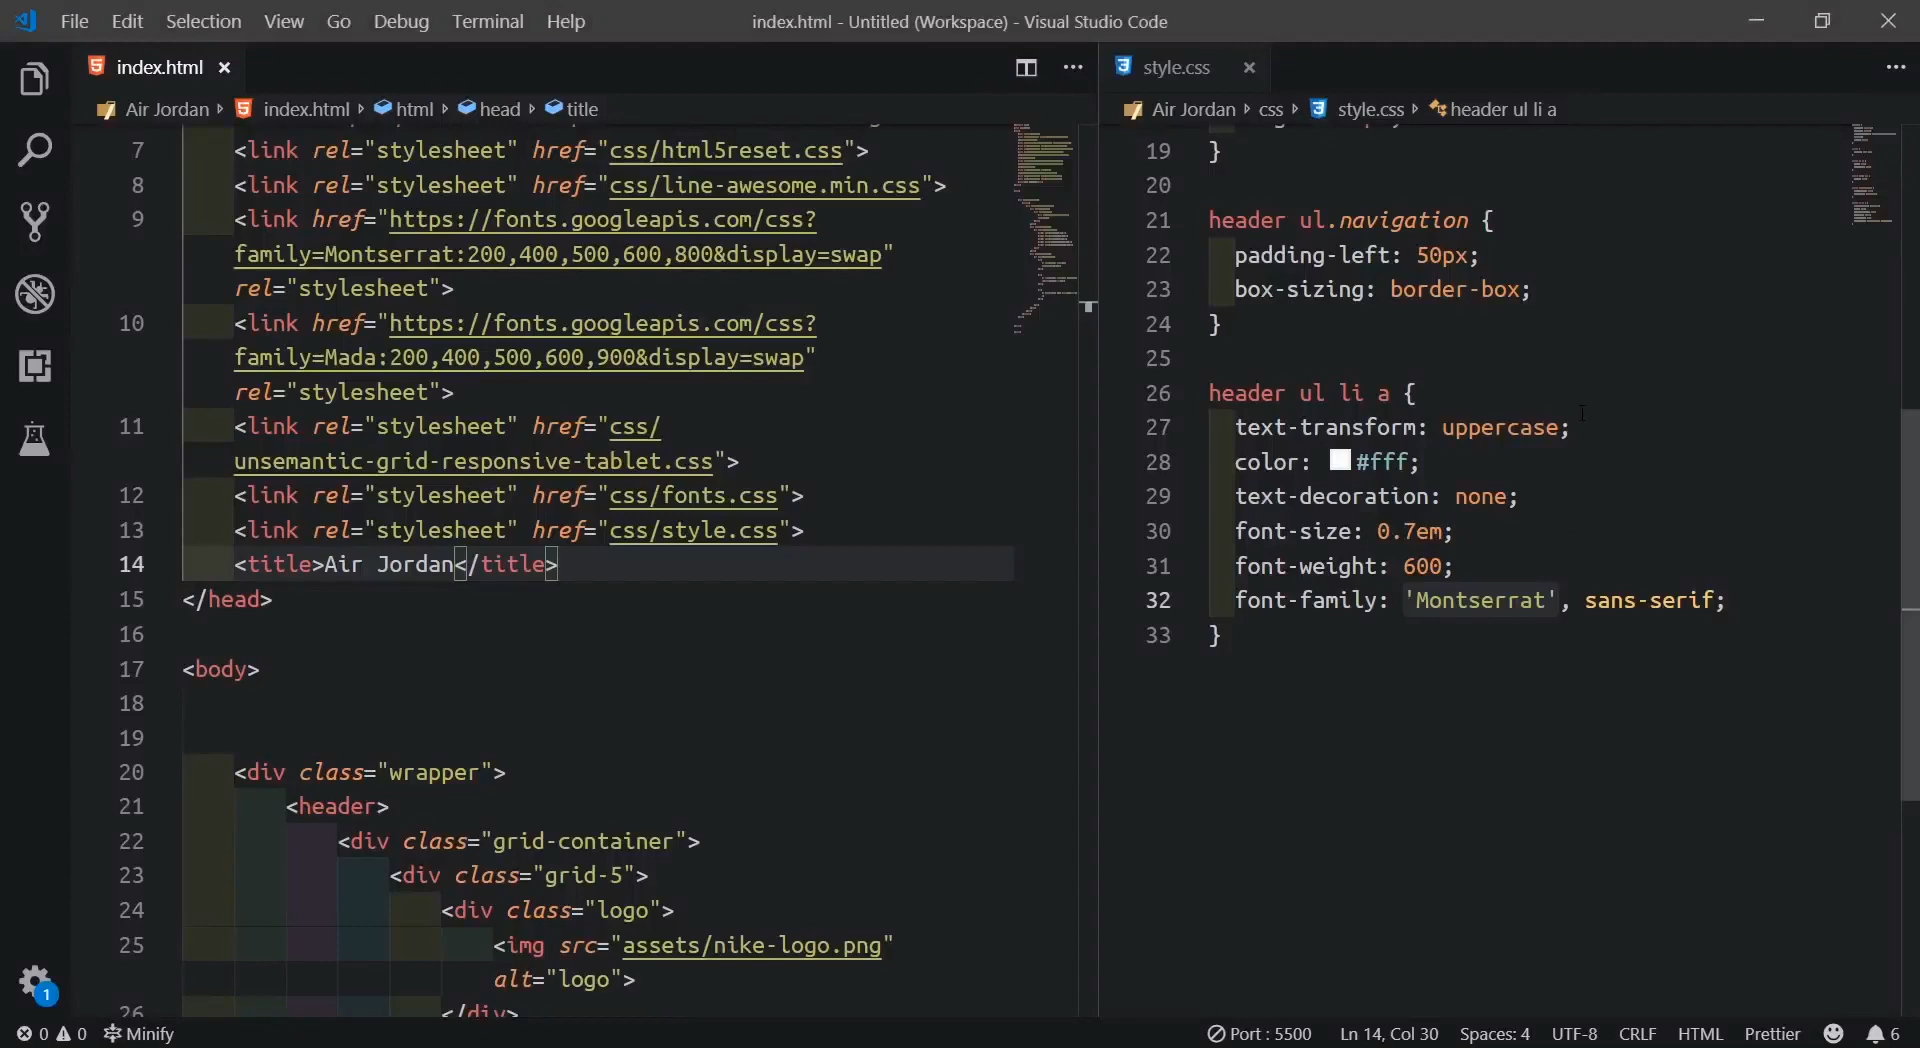 File Edit Selection View Go Debug Terminal Help
index.html - Untitled (Workspace) - Visual Studio Code
index.html
Air Jordan index.html html head title
7 <link rel="stylesheet" href="css/html5reset.css">
8 <link rel="stylesheet" href="css/line-awesome.min.css">
9 <link href="https://fonts.googleapis.com/css?
family=Montserrat:200,400,500,600,800&display=swap"
rel="stylesheet">
10 <link href="https://fonts.googleapis.com/css?
family=Mada:200,400,500,600,900&display=swap"
rel="stylesheet">
11 <link rel="stylesheet" href="css/
unsemantic-grid-responsive-tablet.css">
12 <link rel="stylesheet" href="css/fonts.css">
13 <link rel="stylesheet" href="css/style.css">
14 <title>Air Jordan</title>
15 </head>
16
17 <body>
18
19
20 <div class="wrapper">
21 <header>
22 <div class="grid-container">
23 <div class="grid-5">
24 <div class="logo">
25 <img src="assets/nike-logo.png"
alt="logo">
26 </div>
style.css
Air Jordan css style.css header ul li a
19 }
20
21 header ul.navigation {
22 padding-left: 50px;
23 box-sizing: border-box;
24 }
25
26 header ul li a {
27 text-transform: uppercase;
28 color: #fff;
29 text-decoration: none;
30 font-size: 0.7em;
31 font-weight: 600;
32 font-family: 'Montserrat', sans-serif;
33 }
1
0 0 Minify
Port : 5500 Ln 14, Col 30 Spaces: 4 UTF-8 CRLF HTML Prettier 6